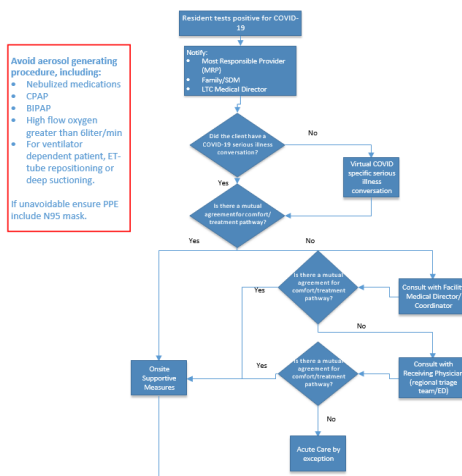 Resident tests positive for COVID-
19
Avoid aerosol generating
procedure, including:
• Nebulized medications
• CPAP
• BIPAP
• High flow oxygen
greater than 6liter/min
• For ventilator
dependent patient, ET-
tube repositioning or
deep suctioning.
If unavoidable ensure PPE
include N95 mask.
Notify:
• Most Responsible Provider
(MRP)
• Family/SDM
• LTC Medical Director
Did the client have a
COVID-19 serious illness
conversation?
No
Yes
Virtual COVID
specific serious
illness
conversation
Is there a mutual
agreement for comfort/
treatment pathway?
Yes
No
Is there a mutual
agreement for
comfort/treatment
pathway?
Yes
Consult with Facilit
Medical Director/
Coordinator
No
Onsite
Supportive
Measures
Yes
Is there a mutual
agreement for
comfort/treatment
pathway?
Consult with
Receiving Physician
(regional triage
team/ED)
No
Acute Care by
exception